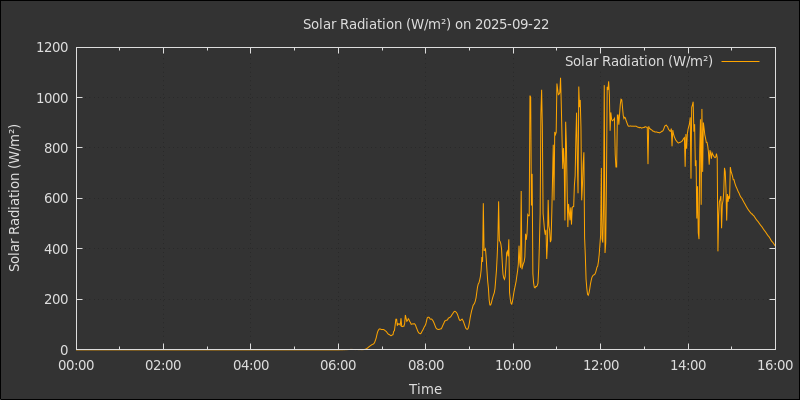 Solar Radiation (W/m²) on 2025-09-22
Solar Radiation (W/m²)
Solar Radiation (W/m²)
1200
1000
800
600
400
200
0
00:00 02:00 04:00 06:00 08:00 10:00 12:00 14:00 16:00
Time